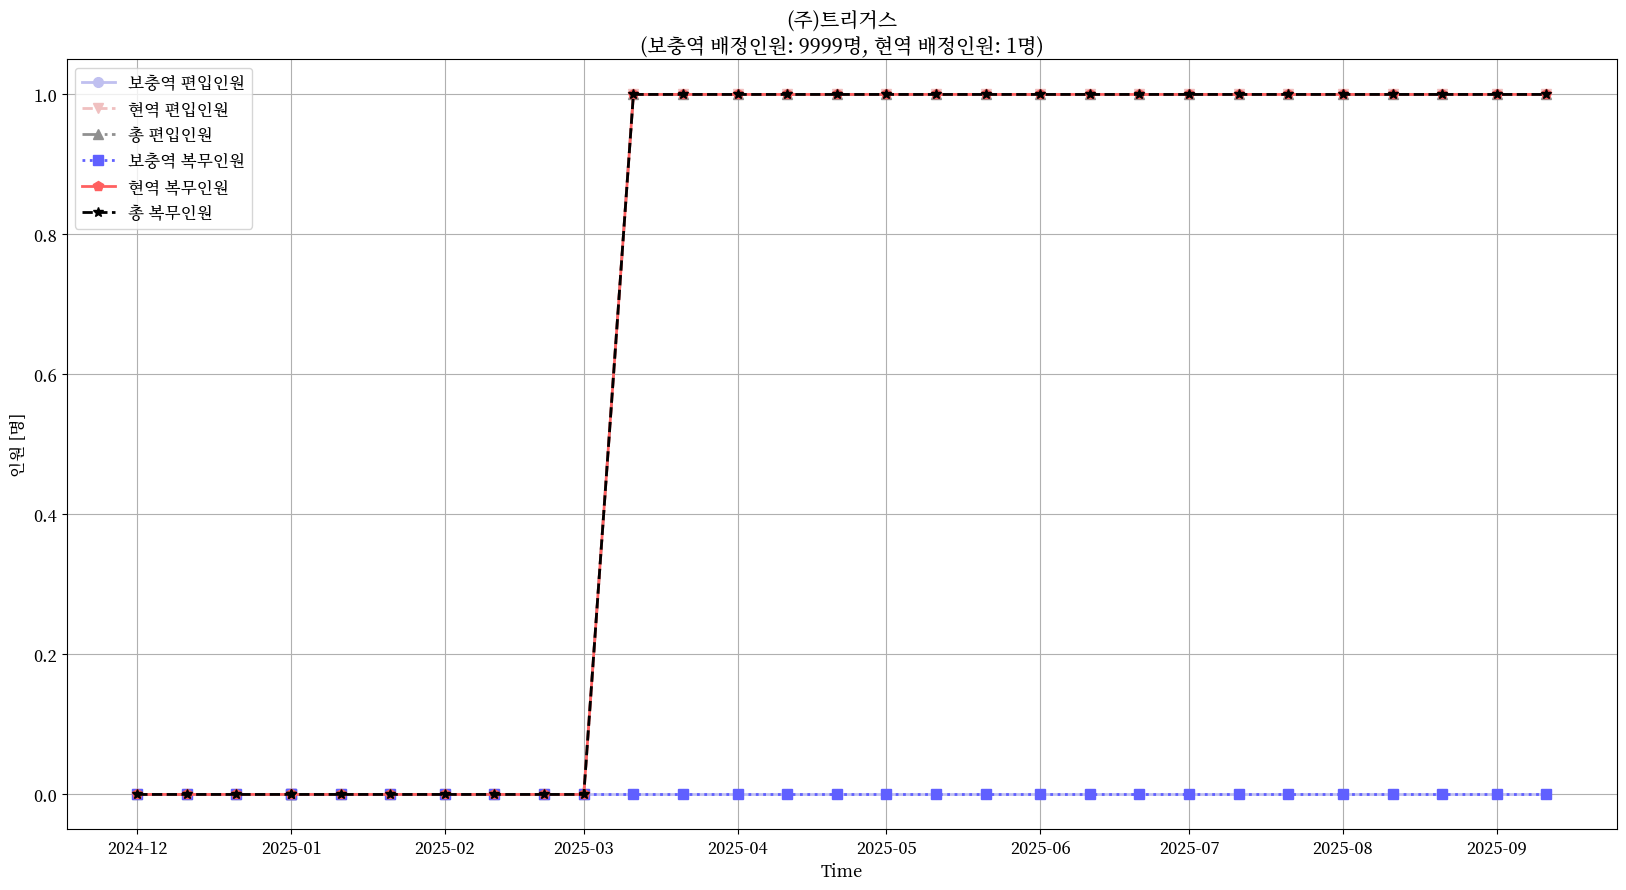 (주)트리거스
(보충역 배정인원: 9999명, 현역 배정인원: 1명)
보충역 편입인원
현역 편입인원
총 편입인원
보충역 복무인원
현역 복무인원
총 복무인원
1.0
0.8
0.6
0.4
0.2
0.0
인원 [명]
2024-12 2025-01 2025-02 2025-03 2025-04 2025-05 2025-06 2025-07 2025-08 2025-09
Time